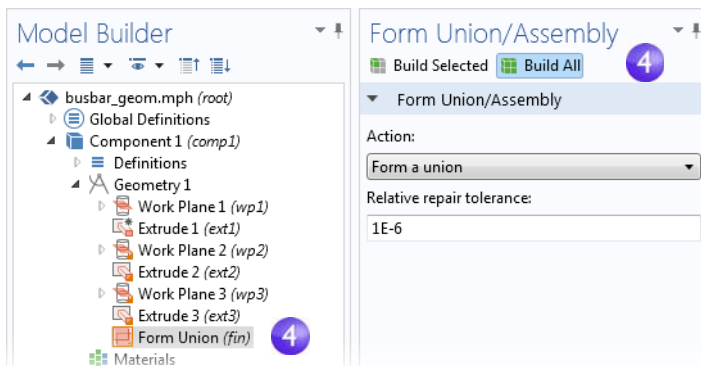 Model Builder
busbar_geom.mph (root)
Global Definitions
Component 1 (comp1)
Definitions
Geometry 1
Work Plane 1 (wp1)
Extrude 1 (ext1)
Work Plane 2 (wp2)
Extrude 2 (ext2)
Work Plane 3 (wp3)
Extrude 3 (ext3)
Form Union (fin)
4
Materials
Form Union/Assembly
Build Selected Build All
4
Form Union/Assembly
Action:
Form a union
Relative repair tolerance:
1E-6